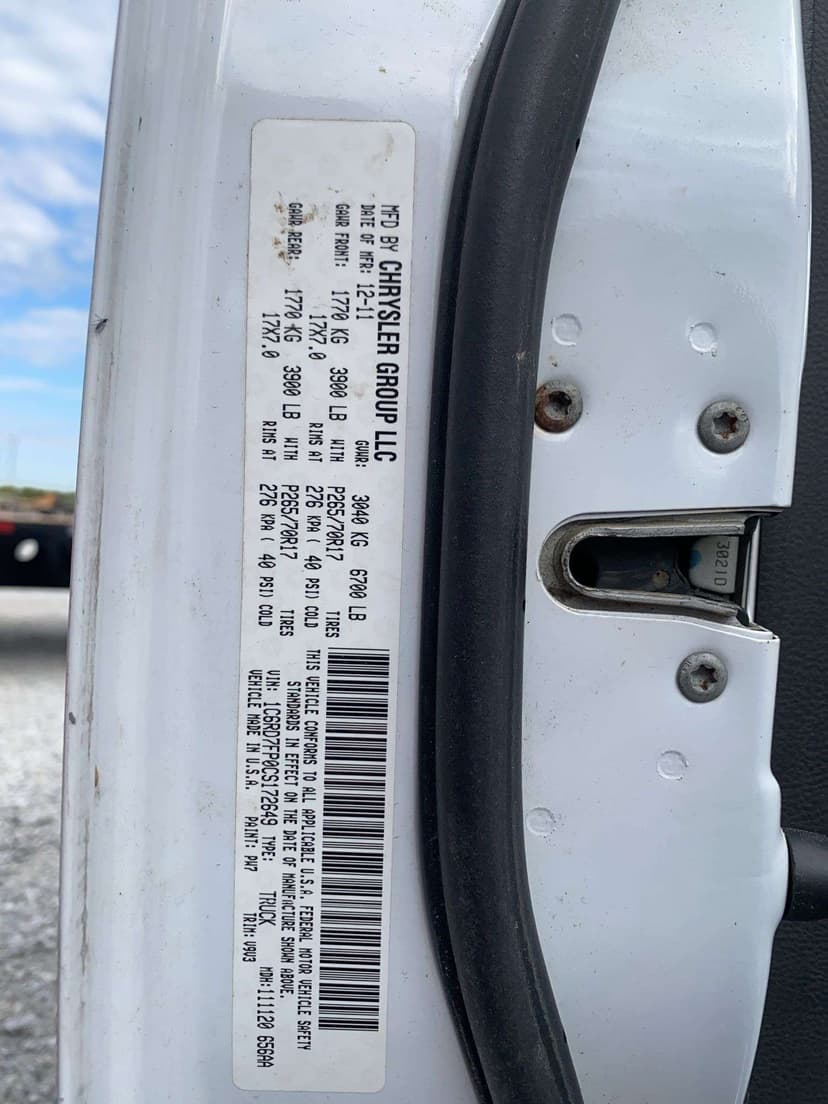 MFD BY CHRYSLER GROUP LLC
DATE OF MFR: 12-11 GVWR: 3040 KG 6700 LB
GAWR FRONT: 1770 KG 3900 LB WITH P265/70R17 TIRES
17X7.0 RIMS AT 276 KPA ( 40 PSI) COLD
GAWR REAR: 1770 KG 3900 LB WITH P265/70R17 TIRES
17X7.0 RIMS AT 276 KPA ( 40 PSI) COLD
THIS VEHICLE CONFORMS TO ALL APPLICABLE U.S.A. FEDERAL MOTOR VEHICLE SAFETY
STANDARDS IN EFFECT ON THE DATE OF MANUFACTURE SHOWN ABOVE.
VIN: 1C6RD7FP0CS172649 TYPE: TRUCK MDH:111120 656AA
VEHICLE MADE IN U.S.A. PAINT: PW7 TRIM: V9V3
3021D